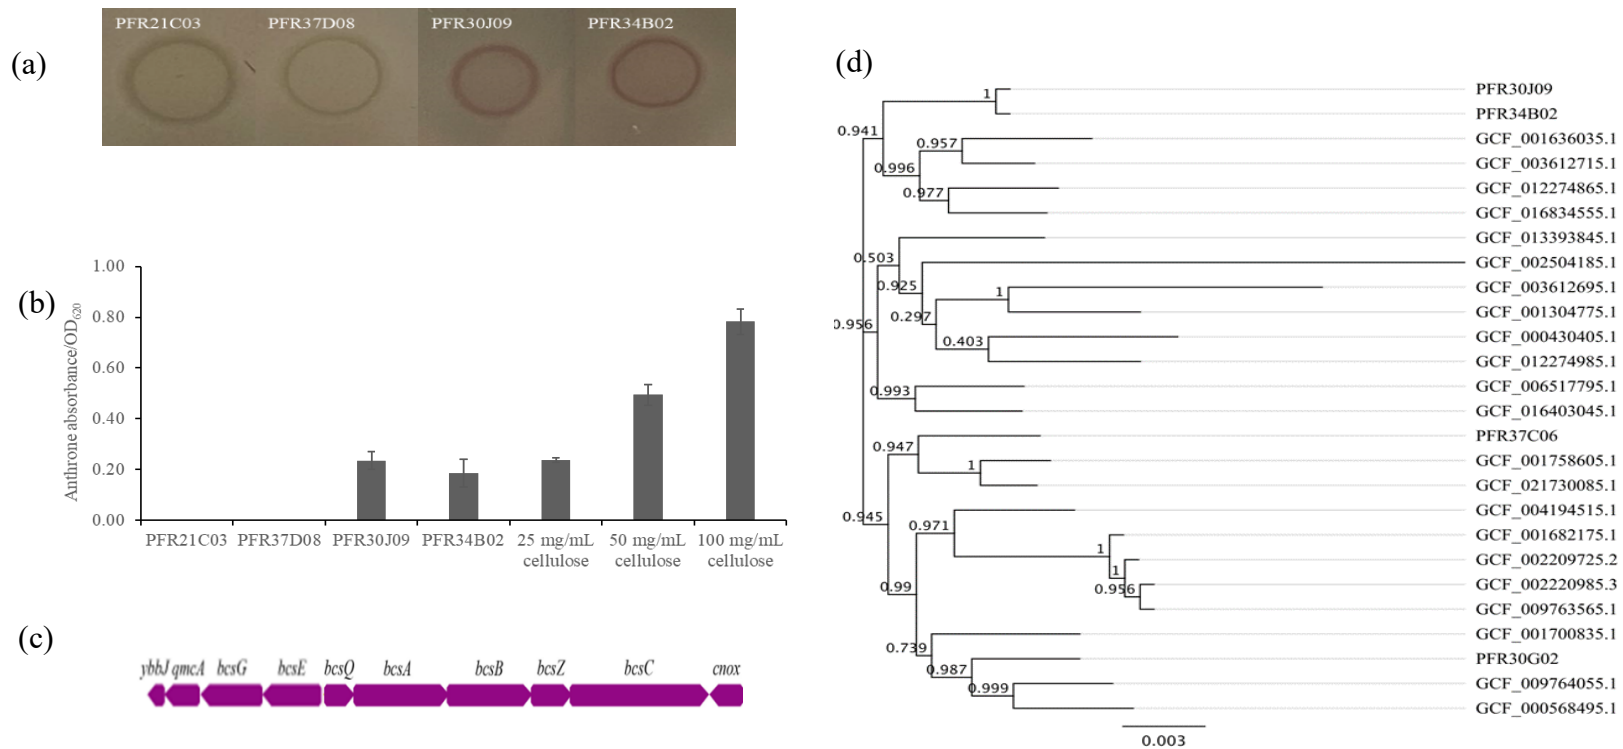 (a)
PFR21C03 PFR37D08 PFR30J09 PFR34B02
(b)
Anthrone absorbance/OD₆₂₀
1.00
0.80
0.60
0.40
0.20
0.00
PFR21C03 PFR37D08 PFR30J09 PFR34B02 25 mg/mL 50 mg/mL 100 mg/mL
cellulose cellulose cellulose
(c)
ybbJ qmcA bcsG bcsE bcsQ bcsA bcsB bcsZ bcsC cnox
(d)
1 PFR30J09
PFR34B02
0.941
0.957 GCF_001636035.1
GCF_003612715.1
0.996
0.977 GCF_012274865.1
GCF_016834555.1
GCF_013393845.1
0.503
GCF_002504185.1
0.925
1 GCF_003612695.1
GCF_001304775.1
0.297
0.956
0.403 GCF_000430405.1
GCF_012274985.1
0.993 GCF_006517795.1
GCF_016403045.1
PFR37C06
0.947
1 GCF_001758605.1
GCF_021730085.1
0.945
GCF_004194515.1
0.971
1 GCF_001682175.1
GCF_002209725.2
1
0.956 GCF_002220985.3
0.99
GCF_009763565.1
GCF_001700835.1
0.739
PFR30G02
0.987
0.999 GCF_009764055.1
GCF_000568495.1
0.003